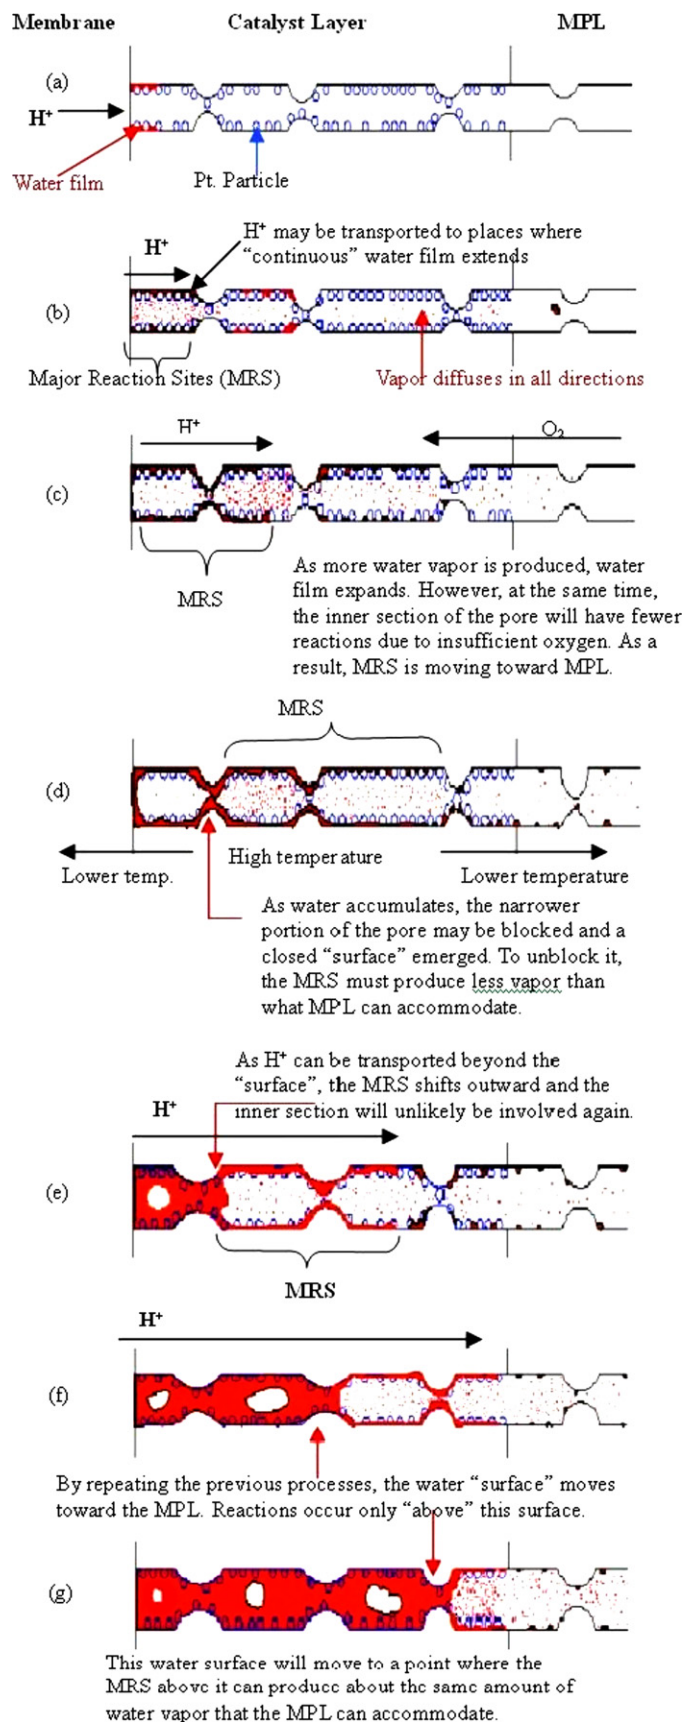 Membrane Catalyst Layer MPL
(a)
H⁺
Water film Pt. Particle
H⁺ may be transported to places where
"continuous" water film extends
H⁺
(b)
Major Reaction Sites (MRS) Vapor diffuses in all directions
H⁺ O₂
(c)
MRS
As more water vapor is produced, water
film expands. However, at the same time,
the inner section of the pore will have fewer
reactions due to insufficient oxygen. As a
result, MRS is moving toward MPL.
MRS
(d)
Lower temp. High temperature Lower temperature
As water accumulates, the narrower
portion of the pore may be blocked and a
closed "surface" emerged. To unblock it,
the MRS must produce less vapor than
what MPL can accommodate.
As H⁺ can be transported beyond the
"surface", the MRS shifts outward and the
inner section will unlikely be involved again.
H⁺
(e)
MRS
H⁺
(f)
By repeating the previous processes, the water "surface" moves
toward the MPL. Reactions occur only "above" this surface.
(g)
This water surface will move to a point where the
MRS above it can produce about the same amount of
water vapor that the MPL can accommodate.